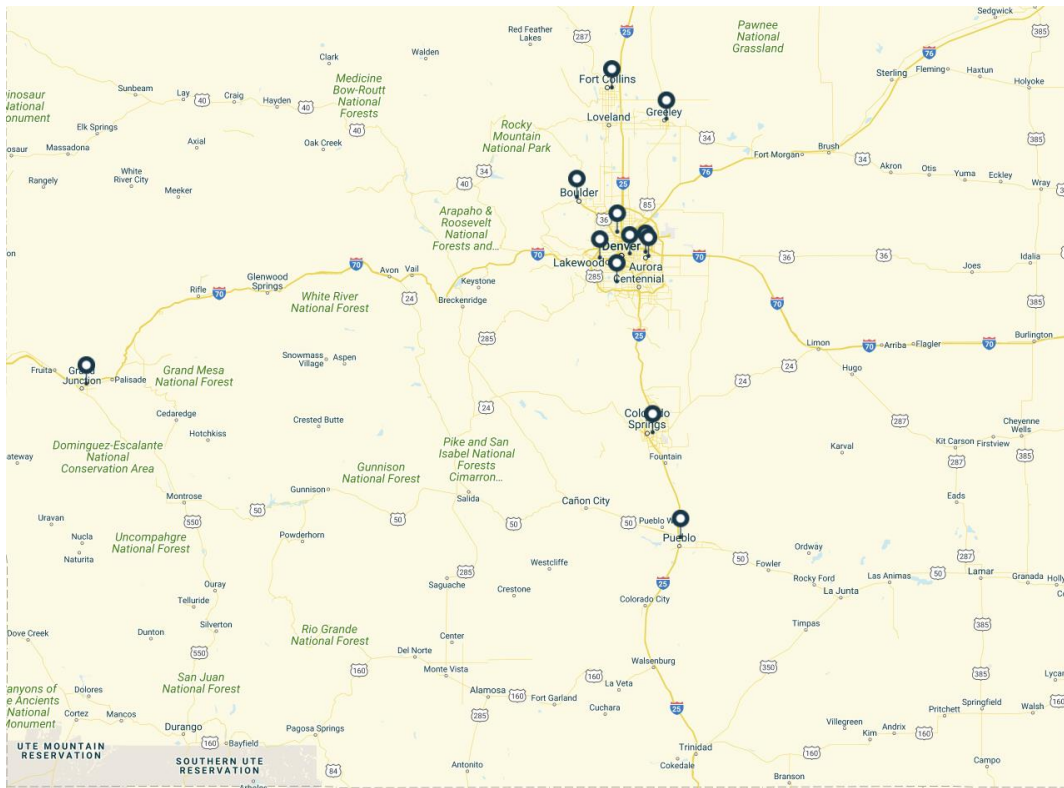 Sedgwick
385
Pawnee
National
Grassland
Red Feather
Lakes
287
25
Walden
Clark
76
Sterling
Fleming
Haxtun
Holyoke
Fort Collins
Medicine
Bow-Routt
National
Forests
Sunbeam
Lay
40
Craig
Hayden
40
National
Greeley
Loveland
Elk Springs
40
Rocky
Mountain
National Park
34
385
Massadona
Axial
Oak Creek
Fort Morgan
Brush
34
Akron
Otis
Yuma
Eckley
Wray
White
River City
Rangely
Meeker
34
40
76
25
Boulder
85
36
Arapaho &
Roosevelt
National
Forests and...
Denver
70
Lakewood
Aurora
Centennial
285
70
36
36
Joes
Idalia
385
70
Avon
Vail
Keystone
Breckenridge
Glenwood
Springs
Rifle
70
24
White River
National Forest
70
285
25
Limon
70
Arriba
Flagler
70
Burlington
Snowmass
Village
Aspen
Fruita
Junction
Palisade
Grand Mesa
National Forest
Hugo
24
24
24
Cedaredge
Hotchkiss
Crested Butte
Colorado
Springs
287
Cheyenne
Wells
Kit Carson
Firstview
385
Karval
Dominguez-Escalante
National
Conservation Area
Pike and San
Isabel National
Forests
Cimarron...
Fountain
287
Gunnison
National Forest
Gunnison
Montrose
50
50
Salida
Cañon City
50
50
Pueblo W
Pueblo
Eads
Uravan
Nucla
Naturita
550
Uncompahgre
National Forest
Powderhorn
50
Ordway
Fowler
Rocky Ford
La Junta
Las Animas
50
287
Lamar
Granada
Westcliffe
Crestone
285
Saguache
25
Colorado City
Ouray
Telluride
Silverton
Dove Creek
Dunton
Rio Grande
National Forest
Center
Del Norte
Monte Vista
Timpas
385
550
160
Walsenburg
La Veta
350
San Juan
National Forest
Dolores
Cortez
Mancos
Alamosa
160
Fort Garland
160
Cuchara
25
285
Pritchett
Springfield
Walsh
160
Villegreen
Kim
Andrix
National
Durango
160
Bayfield
Pagosa Springs
UTE MOUNTAIN
RESERVATION
SOUTHERN UTE
RESERVATION
84
Antonito
Trinidad
Cokedale
160
Branson
Campo